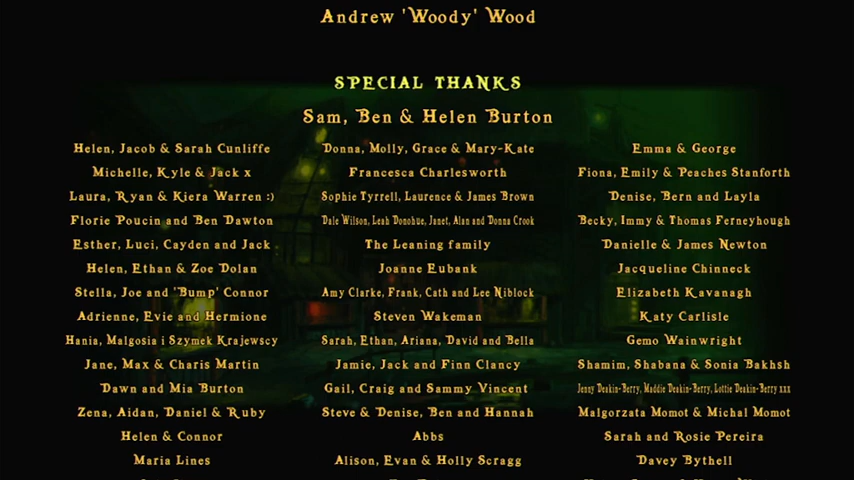 Andrew 'Woody' Wood
SPECIAL THANKS
Sam, Ben & Helen Burton
Helen, Jacob & Sarah Cunliffe
Donna, Molly, Grace & Mary-Kate
Emma & George
Michelle, Kyle & Jack x
Francesca Charlesworth
Fiona, Emily & Peaches Stanforth
Laura, Ryan & Kiera Warren :)
Sophie Tyrrell, Laurence & James Brown
Denise, Bern and Layla
Florie Poucin and Ben Dawton
Dale Wilson, Leah Donohue, Janet, Alan and Donna Crook
Becky, Immy & Thomas Ferneyhough
Esther, Luci, Cayden and Jack
The Leaning family
Danielle & James Newton
Helen, Ethan & Zoe Dolan
Joanne Eubank
Jacqueline Chinneck
Stella, Joe and 'Bump' Connor
Amy Clarke, Frank, Cath and Lee Niblock
Elizabeth Kavanagh
Adrienne, Evie and Hermione
Steven Wakeman
Katy Carlisle
Hania, Malgosia i Szymek Krajewscy
Sarah, Ethan, Ariana, David and Bella
Gemo Wainwright
Jane, Max & Charis Martin
Jamie, Jack and Finn Clancy
Shamim, Shabana & Sonia Bakhsh
Dawn and Mia Burton
Gail, Craig and Sammy Vincent
Jenny Deakin-Berry, Maddie Deakin-Berry, Lottie Deakin-Berry xxx
Zena, Aidan, Daniel & Ruby
Steve & Denise, Ben and Hannah
Malgorzata Momot & Michal Momot
Helen & Connor
Abbs
Sarah and Rosie Pereira
Maria Lines
Alison, Evan & Holly Scragg
Davey Bythell